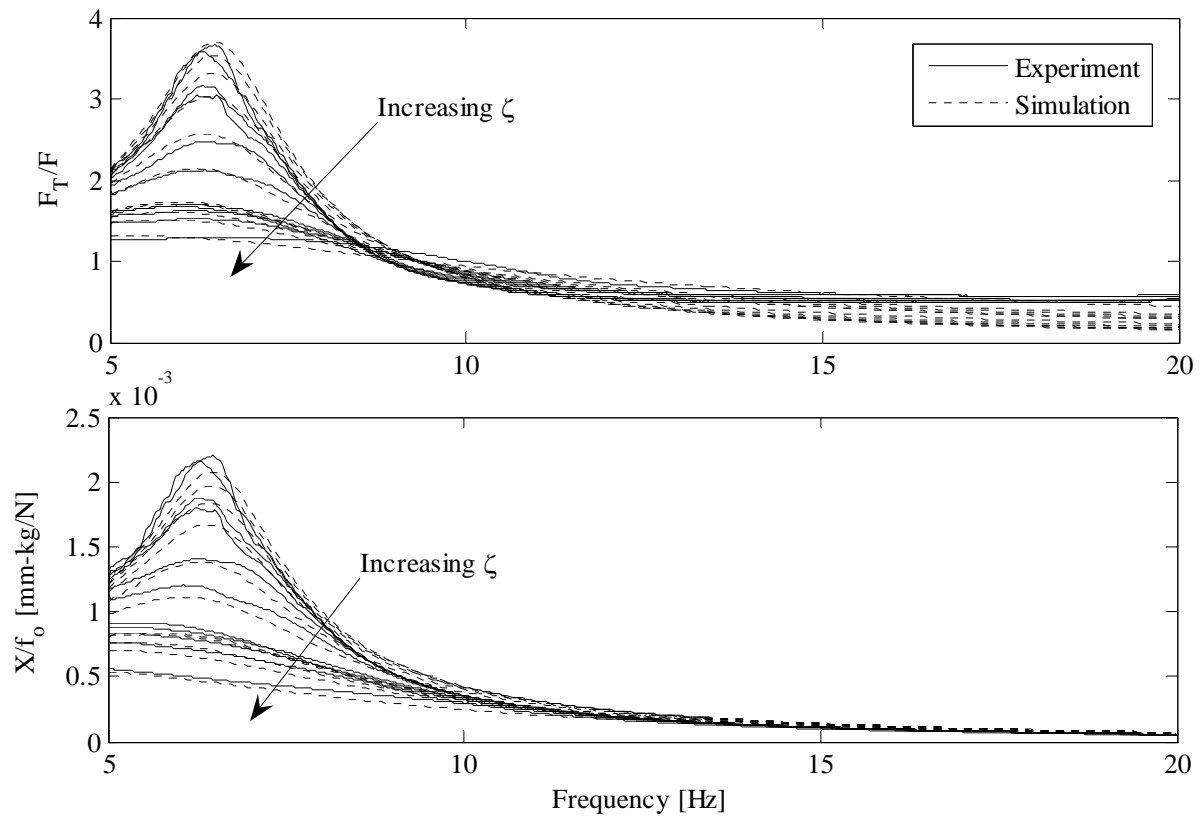 4
3
2
1
0
F_T/F
Increasing ζ
Experiment
Simulation
5
10
15
20
x 10^-3
2.5
2
1.5
1
0.5
0
X/f_o [mm-kg/N]
Increasing ζ
5
10
15
20
Frequency [Hz]